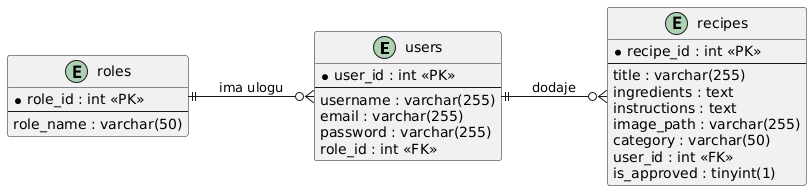 E roles
* role_id : int «PK»
role_name : varchar(50)
ima ulogu
E users
* user_id : int «PK»
username : varchar(255)
email : varchar(255)
password : varchar(255)
role_id : int «FK»
dodaje
E recipes
* recipe_id : int «PK»
title : varchar(255)
ingredients : text
instructions : text
image_path : varchar(255)
category : varchar(50)
user_id : int «FK»
is_approved : tinyint(1)